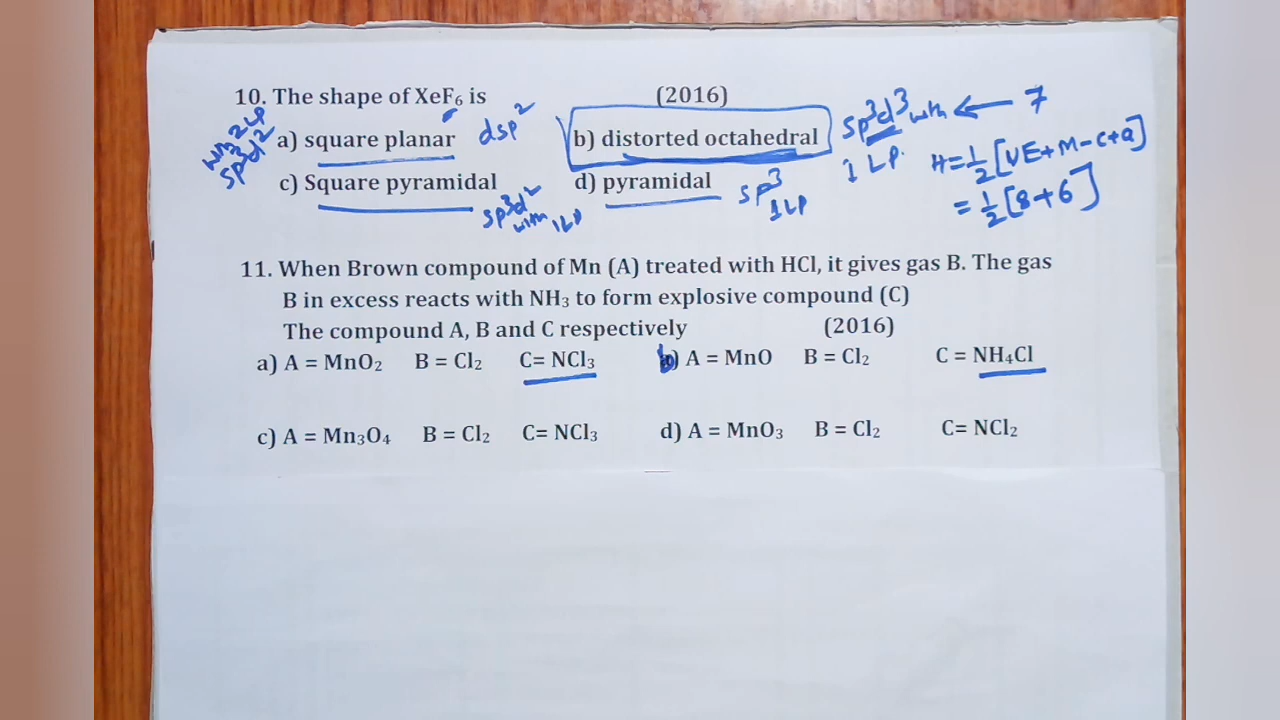 10. The shape of XeF₆ is (2016)
a) square planar dsp² b) distorted octahedral sp³d³ with ← 7
with 2LP
sp³d²
1 LP.
H=1/2[VE+M-C+a]
=1/2[8+6]
c) Square pyramidal sp³d² with 1LP d) pyramidal sp³ 1LP
11. When Brown compound of Mn (A) treated with HCl, it gives gas B. The gas
B in excess reacts with NH₃ to form explosive compound (C)
The compound A, B and C respectively (2016)
a) A = MnO₂ B = Cl₂ C= NCl₃ b) A = MnO B = Cl₂ C = NH₄Cl
c) A = Mn₃O₄ B = Cl₂ C= NCl₃ d) A = MnO₃ B = Cl₂ C= NCl₂